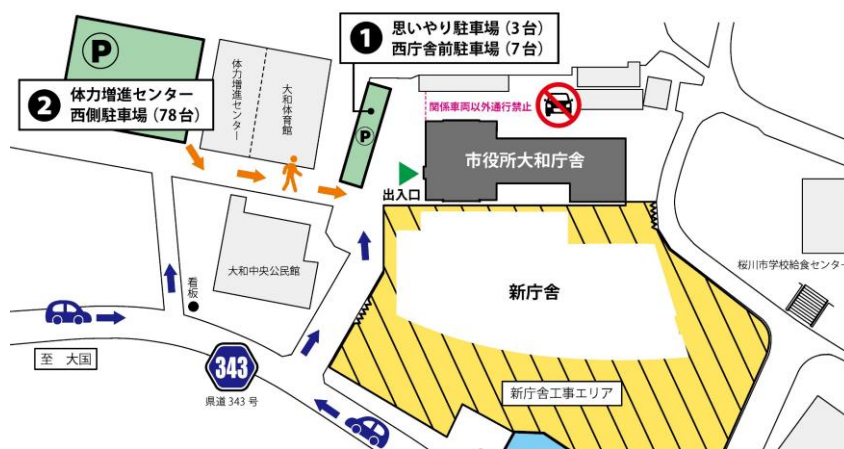 1 思いやり駐車場（3台）
西庁舎前駐車場（7台）
P
2 体力増進センター
西側駐車場（78台）
体力増進センター
大和体育館
P
関係車両以外通行禁止
市役所大和庁舎
出入口
大和中央公民館
看板
新庁舎
桜川市学校給食センター
至　大国
343
県道343号
新庁舎工事エリア